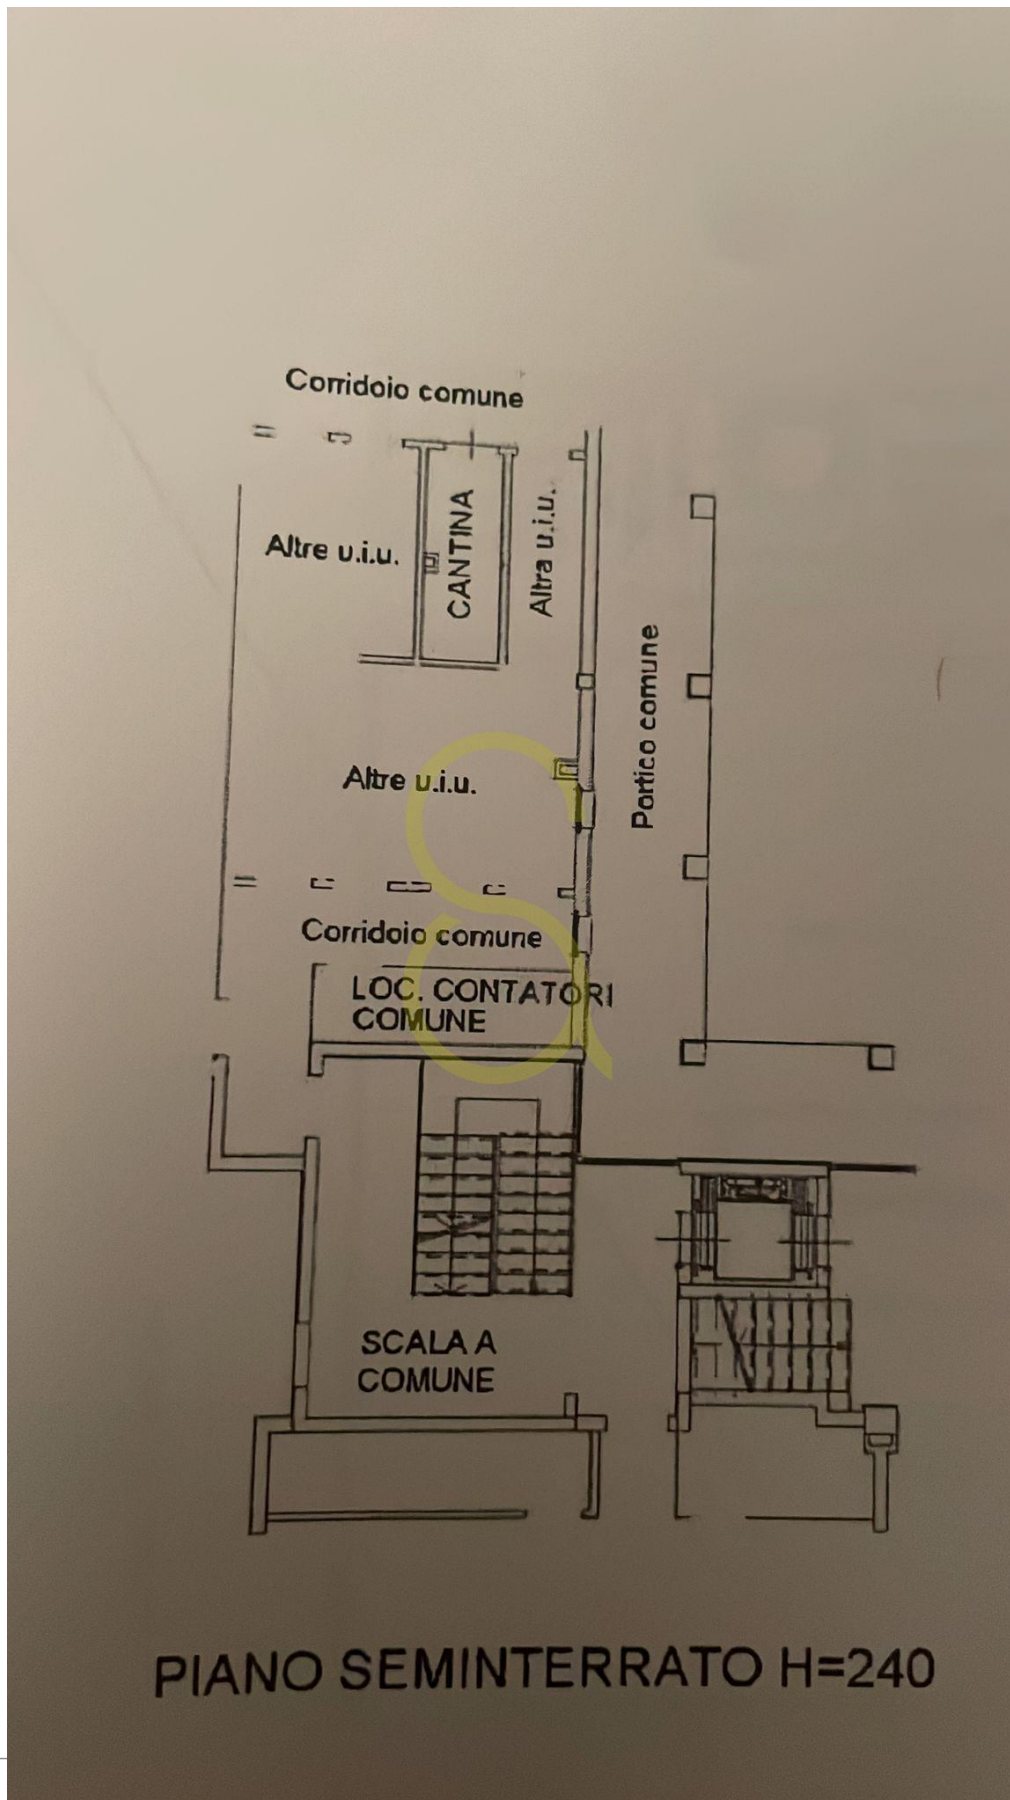 Corridoio comune
Altre u.i.u.
CANTINA
Altra u.i.u.
Portico comune
Altre u.i.u.
Corridoio comune
LOC. CONTATORI
COMUNE
SCALA A
COMUNE
PIANO SEMINTERRATO H=240